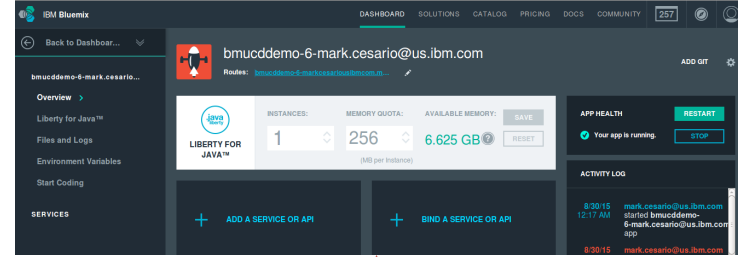 IBM Bluemix
DASHBOARD SOLUTIONS CATALOG PRICING DOCS COMMUNITY 257
Back to Dashboar...
bmucddemo-6-mark.cesario...
Overview >
Liberty for Java™
Files and Logs
Environment Variables
Start Coding
SERVICES
bmucddemo-6-mark.cesario@us.ibm.com
Routes: bmucddemo-6-markcesariousibmcom.m...
ADD GIT
java
liberty
LIBERTY FOR
JAVA™
INSTANCES:
1
MEMORY QUOTA:
256
(MB per Instance)
AVAILABLE MEMORY:
6.625 GB ?
SAVE
RESET
ADD A SERVICE OR API
BIND A SERVICE OR API
APP HEALTH
RESTART
Your app is running.
STOP
ACTIVITY LOG
8/30/15 mark.cesario@us.ibm.com
12:17 AM started bmucddemo-
6-mark.cesario@us.ibm.com
app
8/30/15 mark.cesario@us.ibm.com